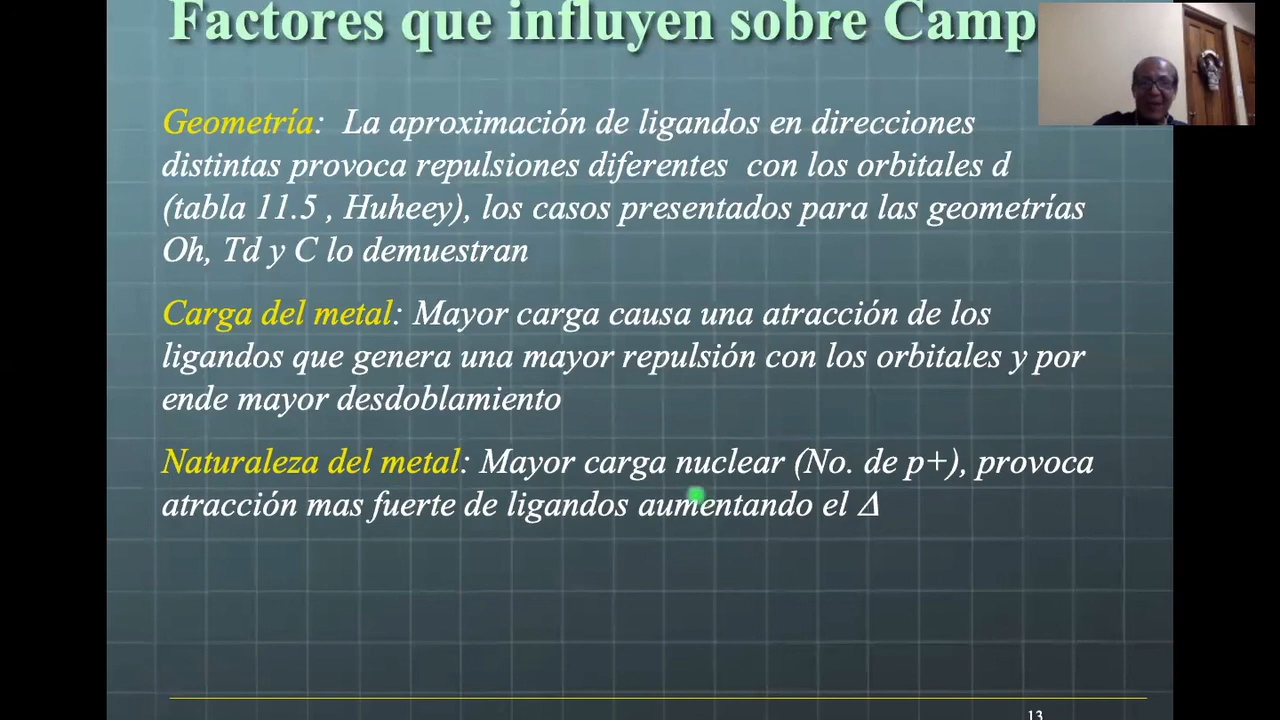 Factores que influyen sobre Camp
Geometría: La aproximación de ligandos en direcciones
distintas provoca repulsiones diferentes con los orbitales d
(tabla 11.5 , Huheey), los casos presentados para las geometrías
Oh, Td y C lo demuestran
Carga del metal: Mayor carga causa una atracción de los
ligandos que genera una mayor repulsión con los orbitales y por
ende mayor desdoblamiento
Naturaleza del metal: Mayor carga nuclear (No. de p+), provoca
atracción mas fuerte de ligandos aumentando el Δ
13